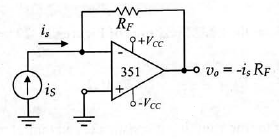 R_F
i_s
+V_CC
-
351
v_o = -i_s R_F
i_S
+
-V_CC